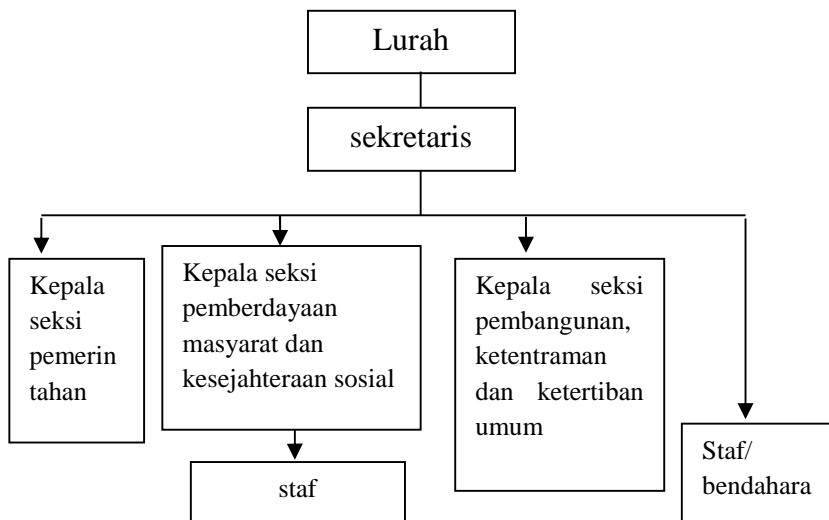 Lurah
sekretaris
Kepala
seksi
pemerin
tahan
Kepala seksi
pemberdayaan
masyarat dan
kesejahteraan sosial
Kepala seksi
pembangunan,
ketentraman
dan ketertiban
umum
Staf/
bendahara
staf